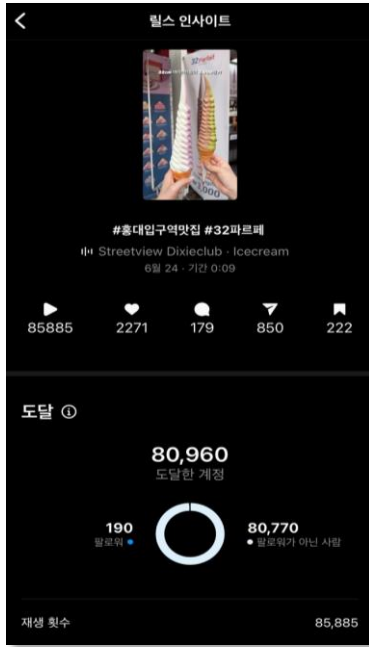 릴스 인사이트
#홍대입구역맛집 #32파르페
Streetview Dixieclub · Icecream
6월 24 · 기간 0:09
85885 2271 179 850 222
도달
80,960
도달한 계정
190
팔로워
80,770
팔로워가 아닌 사람
재생 횟수 85,885